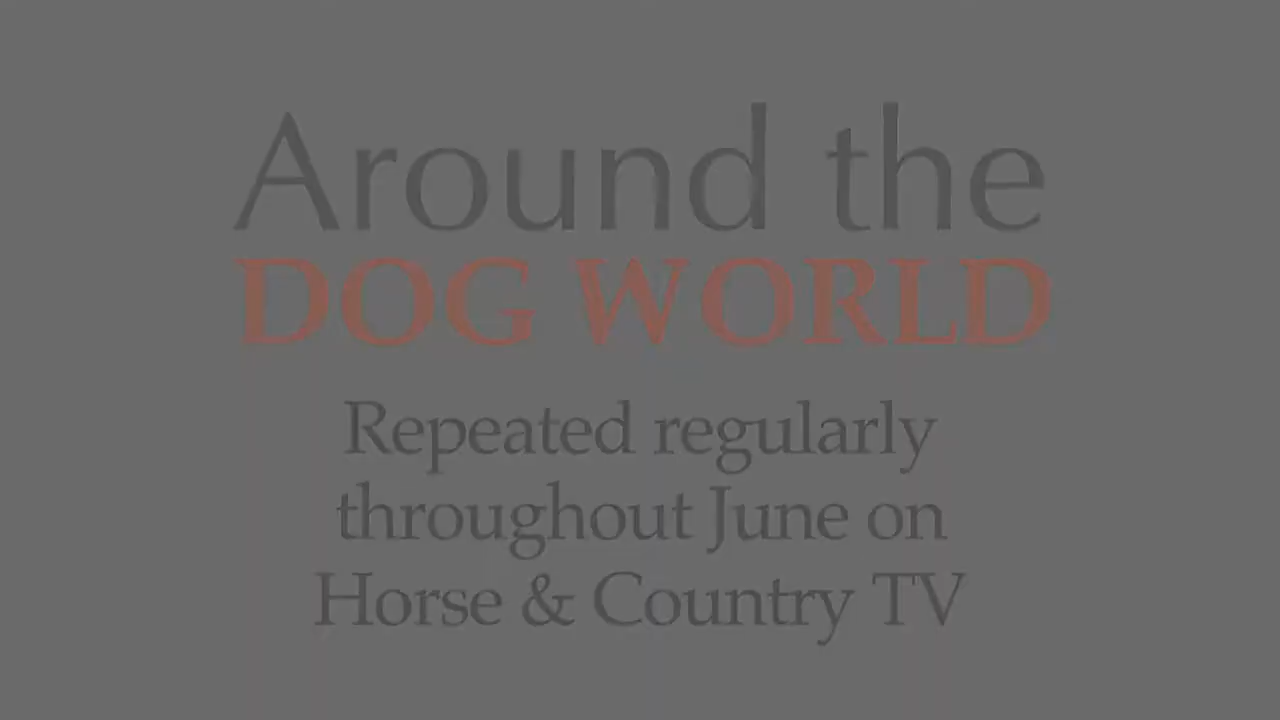 Around the
DOG WORLD
Repeated regularly
throughout June on
Horse & Country TV